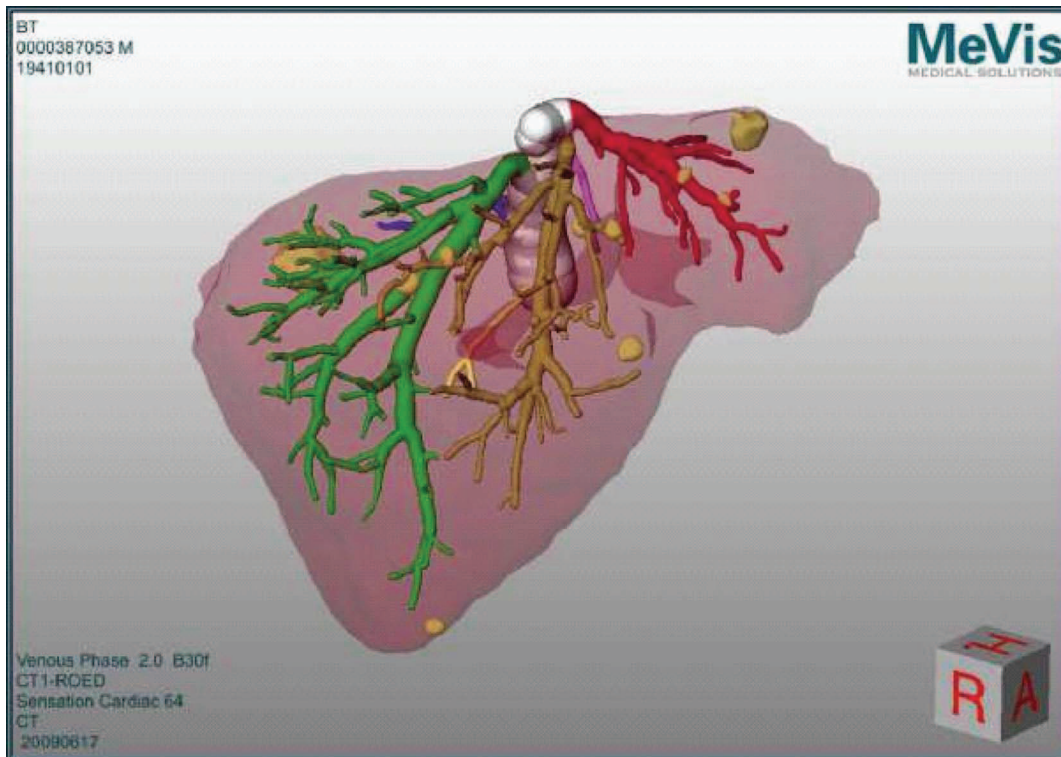 BT
0000387053 M
19410101
MeVis
MEDICAL SOLUTIONS
Venous Phase 2.0 B30f
CT1-ROED
Sensation Cardiac 64
CT
20090617
H
R A